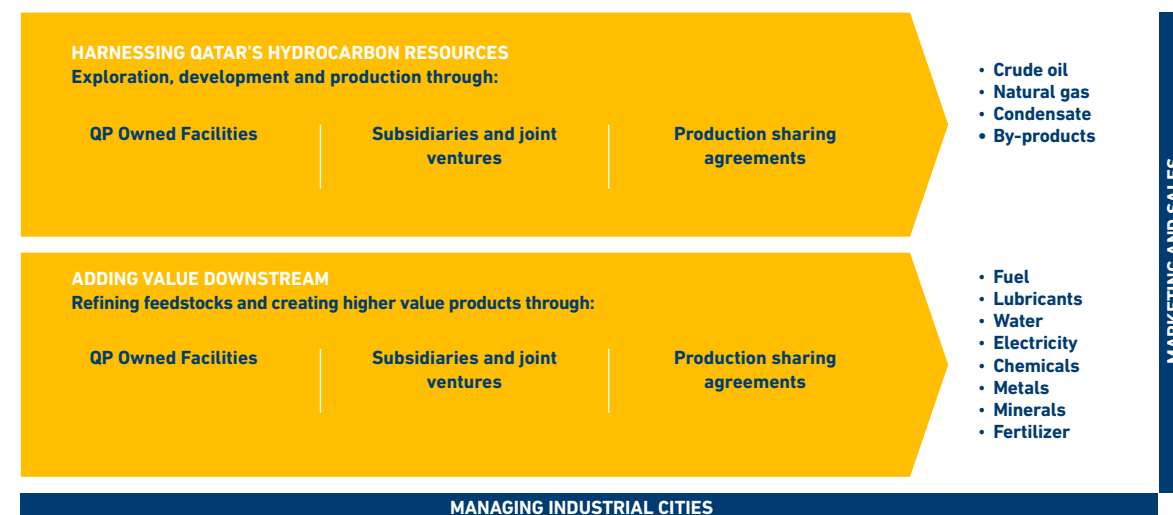 HARNESSING QATAR'S HYDROCARBON RESOURCES
Exploration, development and production through:
QP Owned Facilities
Subsidiaries and joint
ventures
Production sharing
agreements
• Crude oil
• Natural gas
• Condensate
• By-products
ADDING VALUE DOWNSTREAM
Refining feedstocks and creating higher value products through:
QP Owned Facilities
Subsidiaries and joint
ventures
Production sharing
agreements
• Fuel
• Lubricants
• Water
• Electricity
• Chemicals
• Metals
• Minerals
• Fertilizer
MARKETING AND SALES
MANAGING INDUSTRIAL CITIES